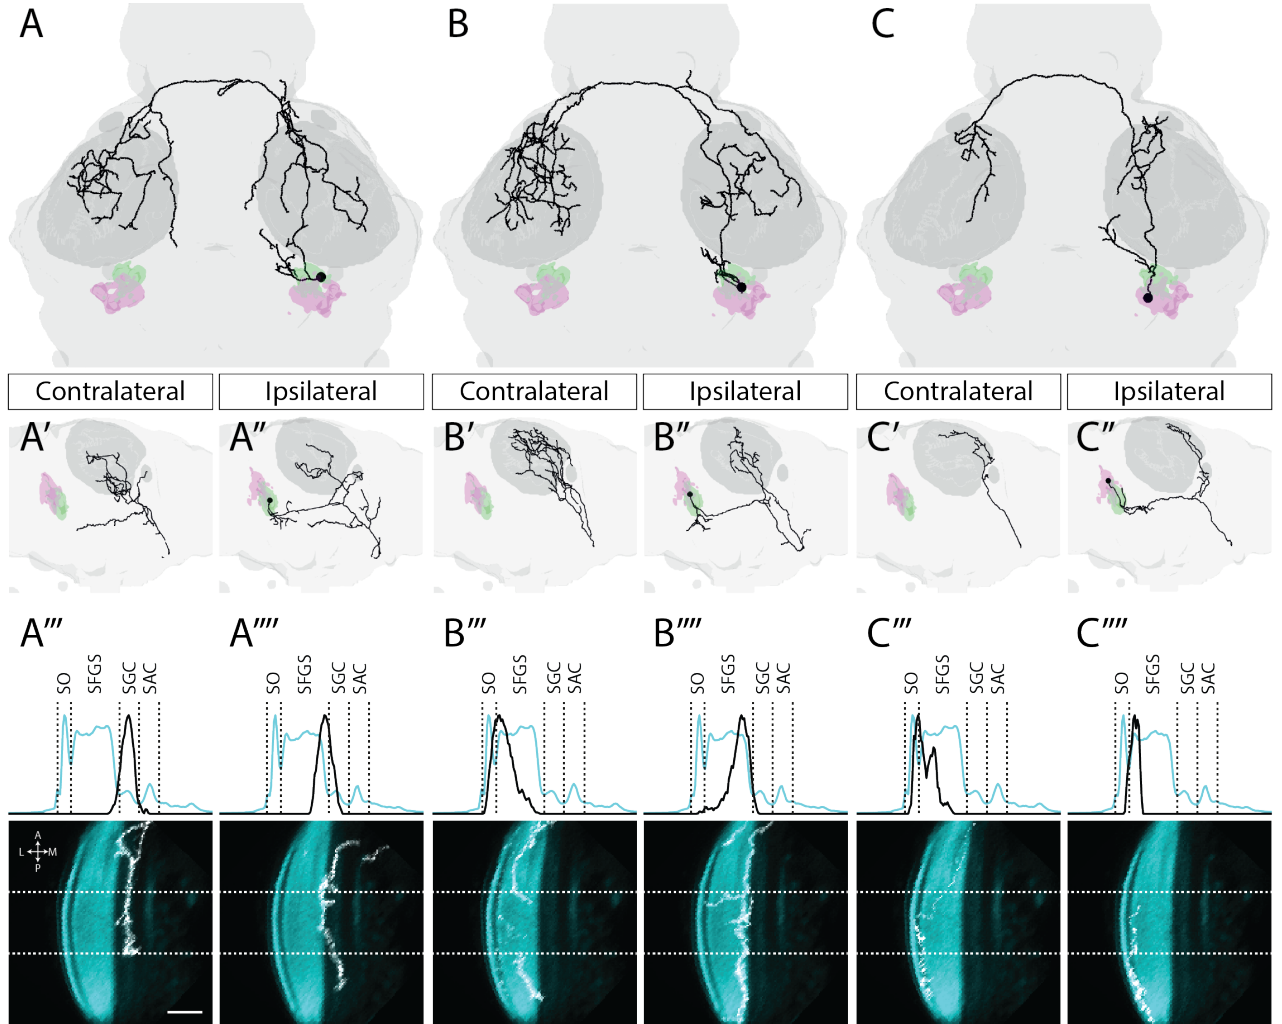 A B C
Contralateral Ipsilateral Contralateral Ipsilateral Contralateral Ipsilateral
A′ A″ B′ B″ C′ C″
A‴ A⁗ B‴ B⁗ C‴ C⁗
SO SFGS SGC SAC SO SFGS SGC SAC SO SFGS SGC SAC SO SFGS SGC SAC SO SFGS SGC SAC SO SFGS SGC SAC
A
L M
P